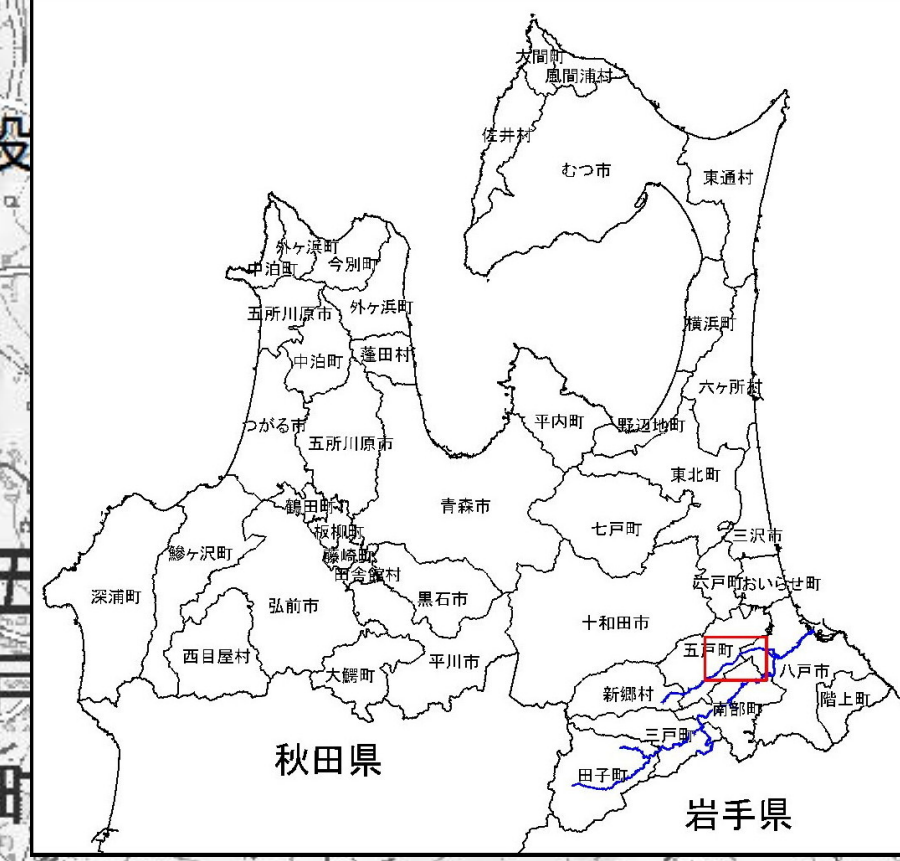 大間町
風間浦村
佐井村
むつ市
東通村
外ヶ浜町
中泊町
今別町
五所川原市
外ヶ浜町
横浜町
中泊町
蓬田村
六ヶ所村
つがる市
五所川原市
平内町
野辺地町
東北町
鶴田町
青森市
板柳町
七戸町
三沢市
鰺ヶ沢町
藤崎町
田舎館村
六戸町
おいらせ町
深浦町
弘前市
黒石市
十和田市
西目屋村
大鰐町
平川市
五戸町
八戸市
新郷村
南部町
階上町
三戸町
田子町
秋田県
岩手県
設
町